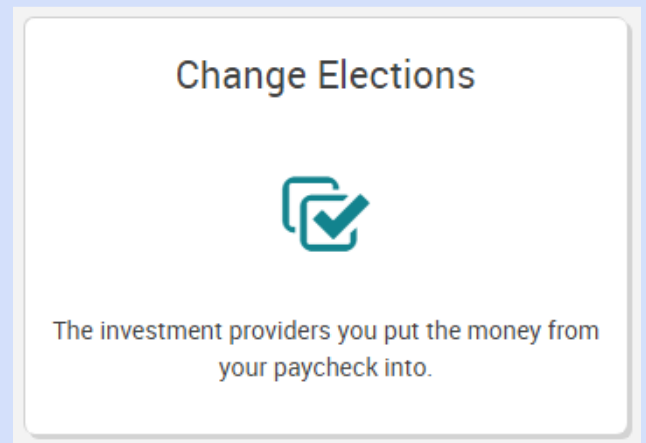 Change Elections
The investment providers you put the money from
your paycheck into.